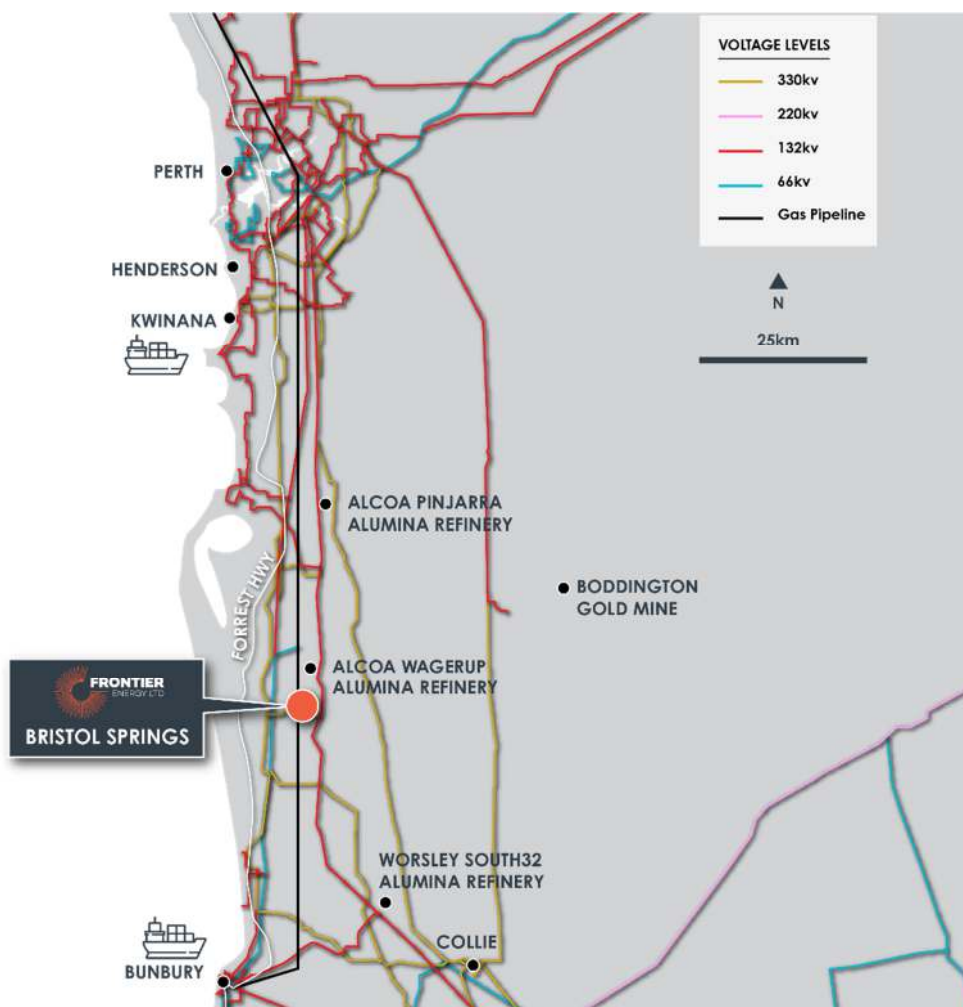 VOLTAGE LEVELS
330kv
220kv
132kv
66kv
Gas Pipeline
N
25km
PERTH
HENDERSON
KWINANA
ALCOA PINJARRA
ALUMINA REFINERY
FORREST HWY
BODDINGTON
GOLD MINE
ALCOA WAGERUP
ALUMINA REFINERY
FRONTIER
ENERGY LTD
BRISTOL SPRINGS
WORSLEY SOUTH32
ALUMINA REFINERY
COLLIE
BUNBURY